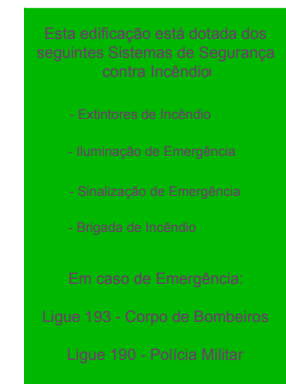 Esta edificação está dotada dos
seguintes Sistemas de Segurança
contra Incêndio:
- Extintores de Incêndio
- Iluminação de Emergência
- Sinalização de Emergência
- Brigada de Incêndio
Em caso de Emergência:
Ligue 193 - Corpo de Bombeiros
Ligue 190 - Polícia Militar